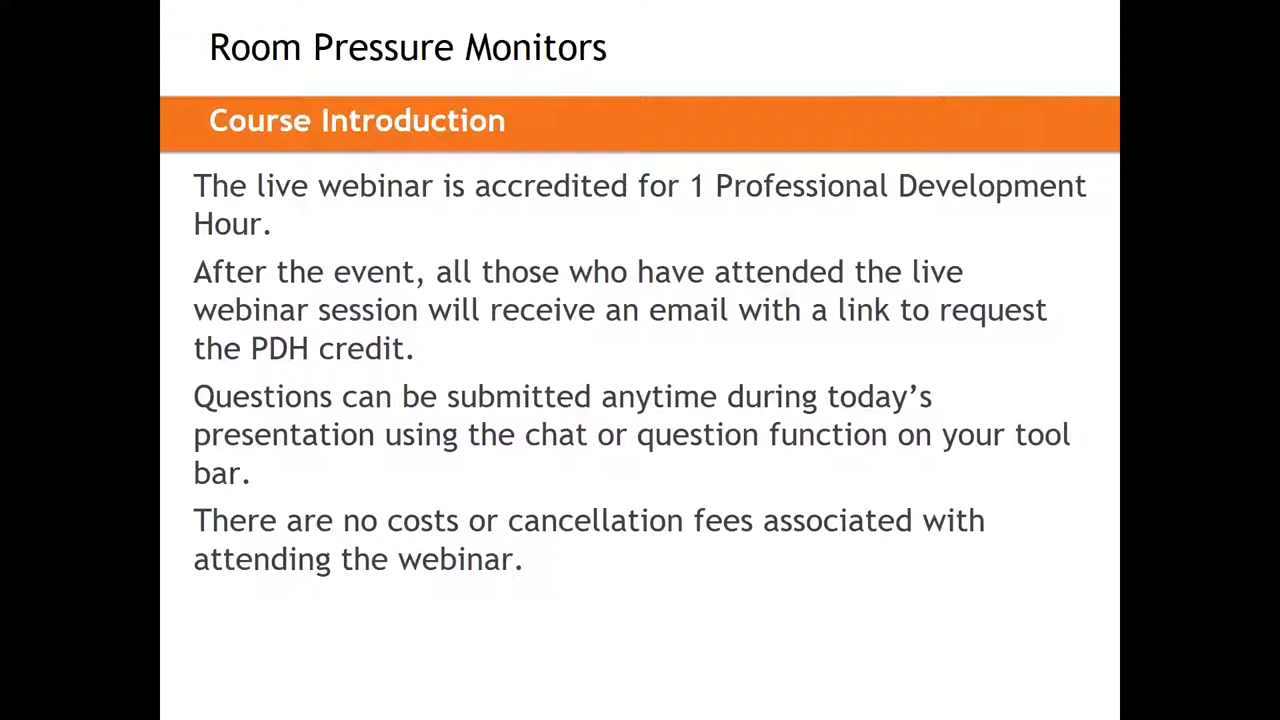 Room Pressure Monitors
Course Introduction
The live webinar is accredited for 1 Professional Development
Hour.
After the event, all those who have attended the live
webinar session will receive an email with a link to request
the PDH credit.
Questions can be submitted anytime during today’s
presentation using the chat or question function on your tool
bar.
There are no costs or cancellation fees associated with
attending the webinar.